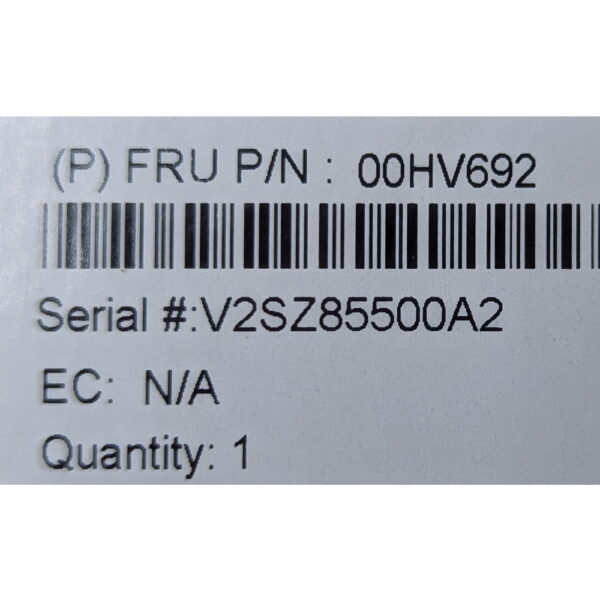 (P) FRU P/N : 00HV692
Serial #:V2SZ85500A2
EC: N/A
Quantity: 1